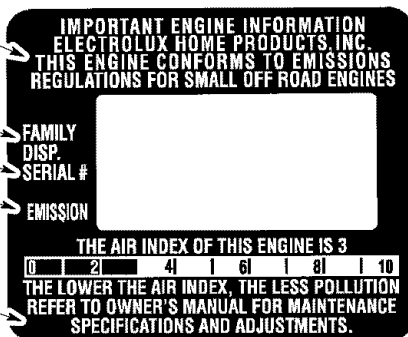 IMPORTANT ENGINE INFORMATION
ELECTROLUX HOME PRODUCTS, INC.
THIS ENGINE CONFORMS TO EMISSIONS
REGULATIONS FOR SMALL OFF ROAD ENGINES
FAMILY
DISP.
SERIAL #
EMISSION
THE AIR INDEX OF THIS ENGINE IS 3
0 2 4 6 8 10
THE LOWER THE AIR INDEX, THE LESS POLLUTION
REFER TO OWNER'S MANUAL FOR MAINTENANCE
SPECIFICATIONS AND ADJUSTMENTS.